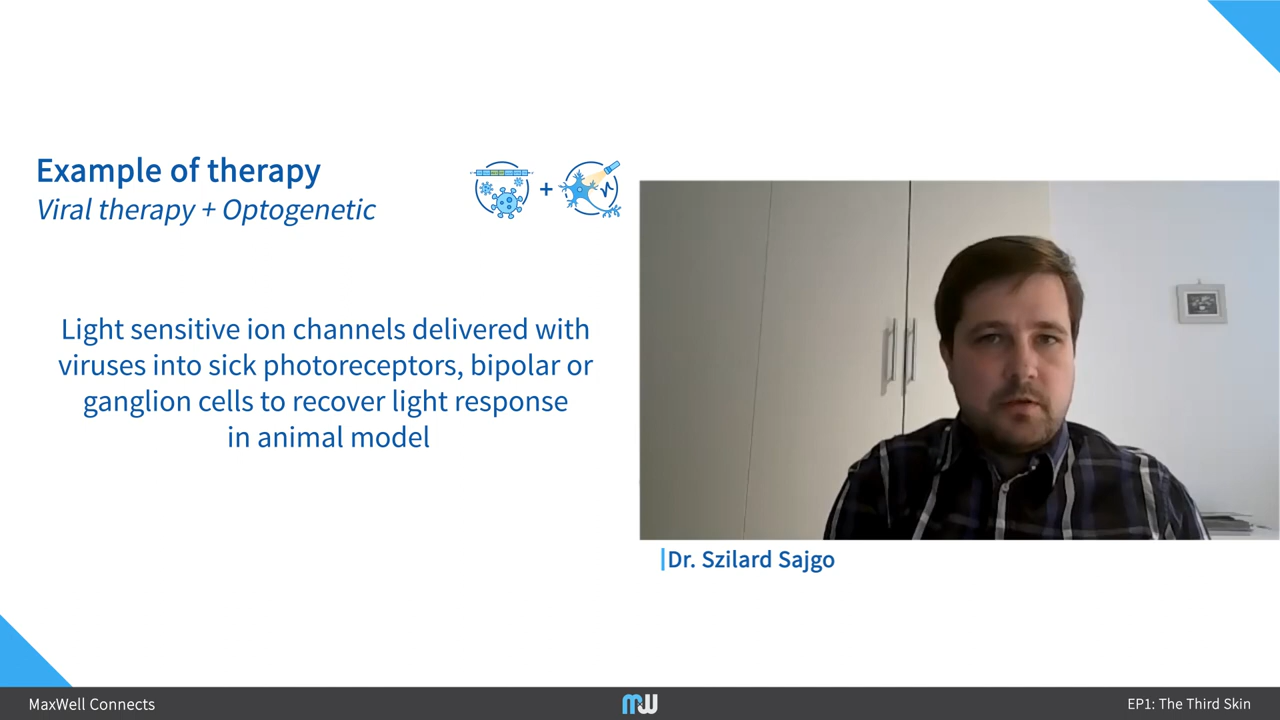 Example of therapy
Viral therapy + Optogenetic
Light sensitive ion channels delivered with
viruses into sick photoreceptors, bipolar or
ganglion cells to recover light response
in animal model
Dr. Szilard Sajgo
MaxWell Connects
MW
EP1: The Third Skin